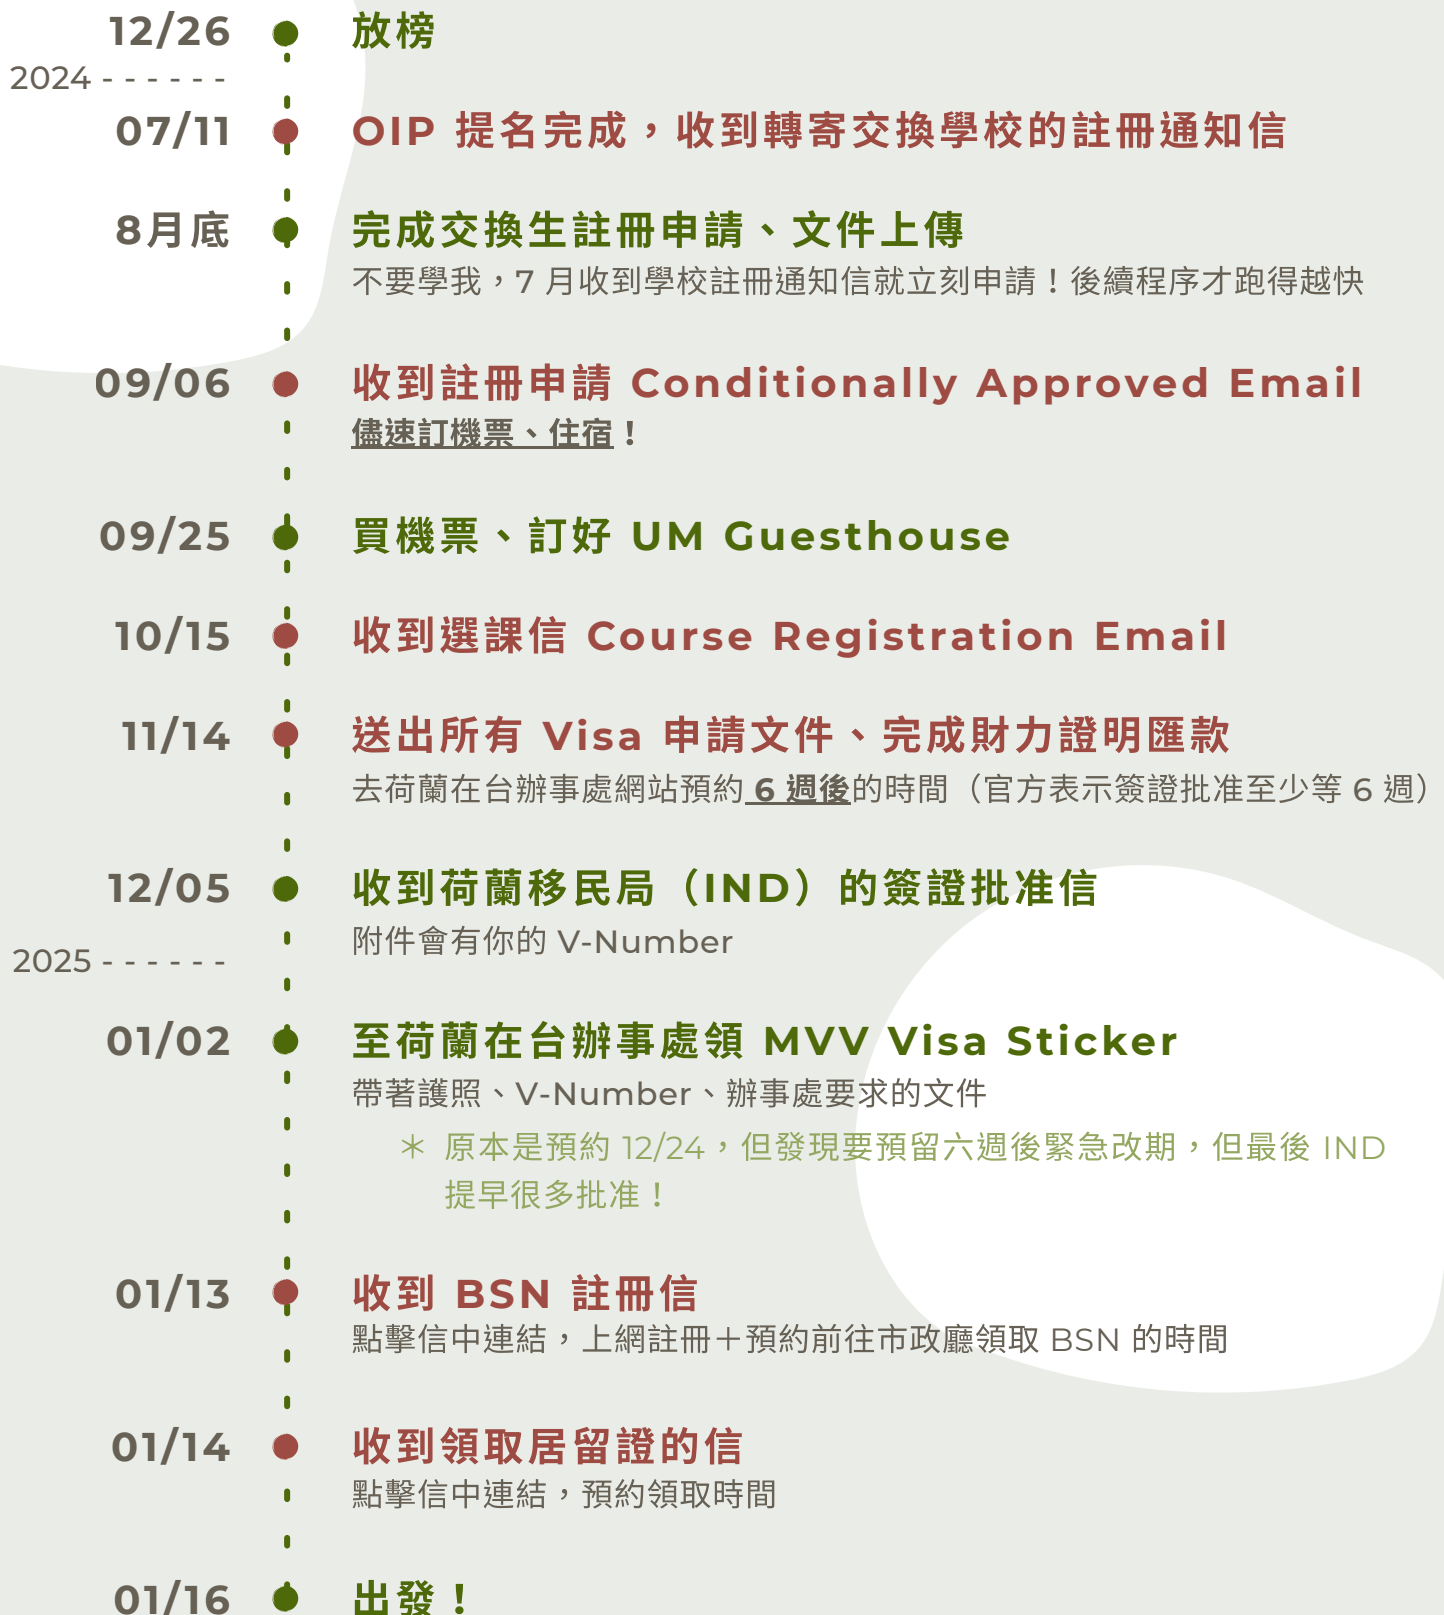 12/26 放榜
2024 - - - - - -
07/11 OIP 提名完成，收到轉寄交換學校的註冊通知信
8月底 完成交換生註冊申請、文件上傳
不要學我，7 月收到學校註冊通知信就立刻申請！後續程序才跑得越快
09/06 收到註冊申請 Conditionally Approved Email
儘速訂機票、住宿！
09/25 買機票、訂好 UM Guesthouse
10/15 收到選課信 Course Registration Email
11/14 送出所有 Visa 申請文件、完成財力證明匯款
去荷蘭在台辦事處網站預約 6 週後的時間（官方表示簽證批准至少等 6 週）
12/05 收到荷蘭移民局（IND）的簽證批准信
附件會有你的 V-Number
2025 - - - - - -
01/02 至荷蘭在台辦事處領 MVV Visa Sticker
帶著護照、V-Number、辦事處要求的文件
＊ 原本是預約 12/24，但發現要預留六週後緊急改期，但最後 IND
提早很多批准！
01/13 收到 BSN 註冊信
點擊信中連結，上網註冊＋預約前往市政廳領取 BSN 的時間
01/14 收到領取居留證的信
點擊信中連結，預約領取時間
01/16 出發！